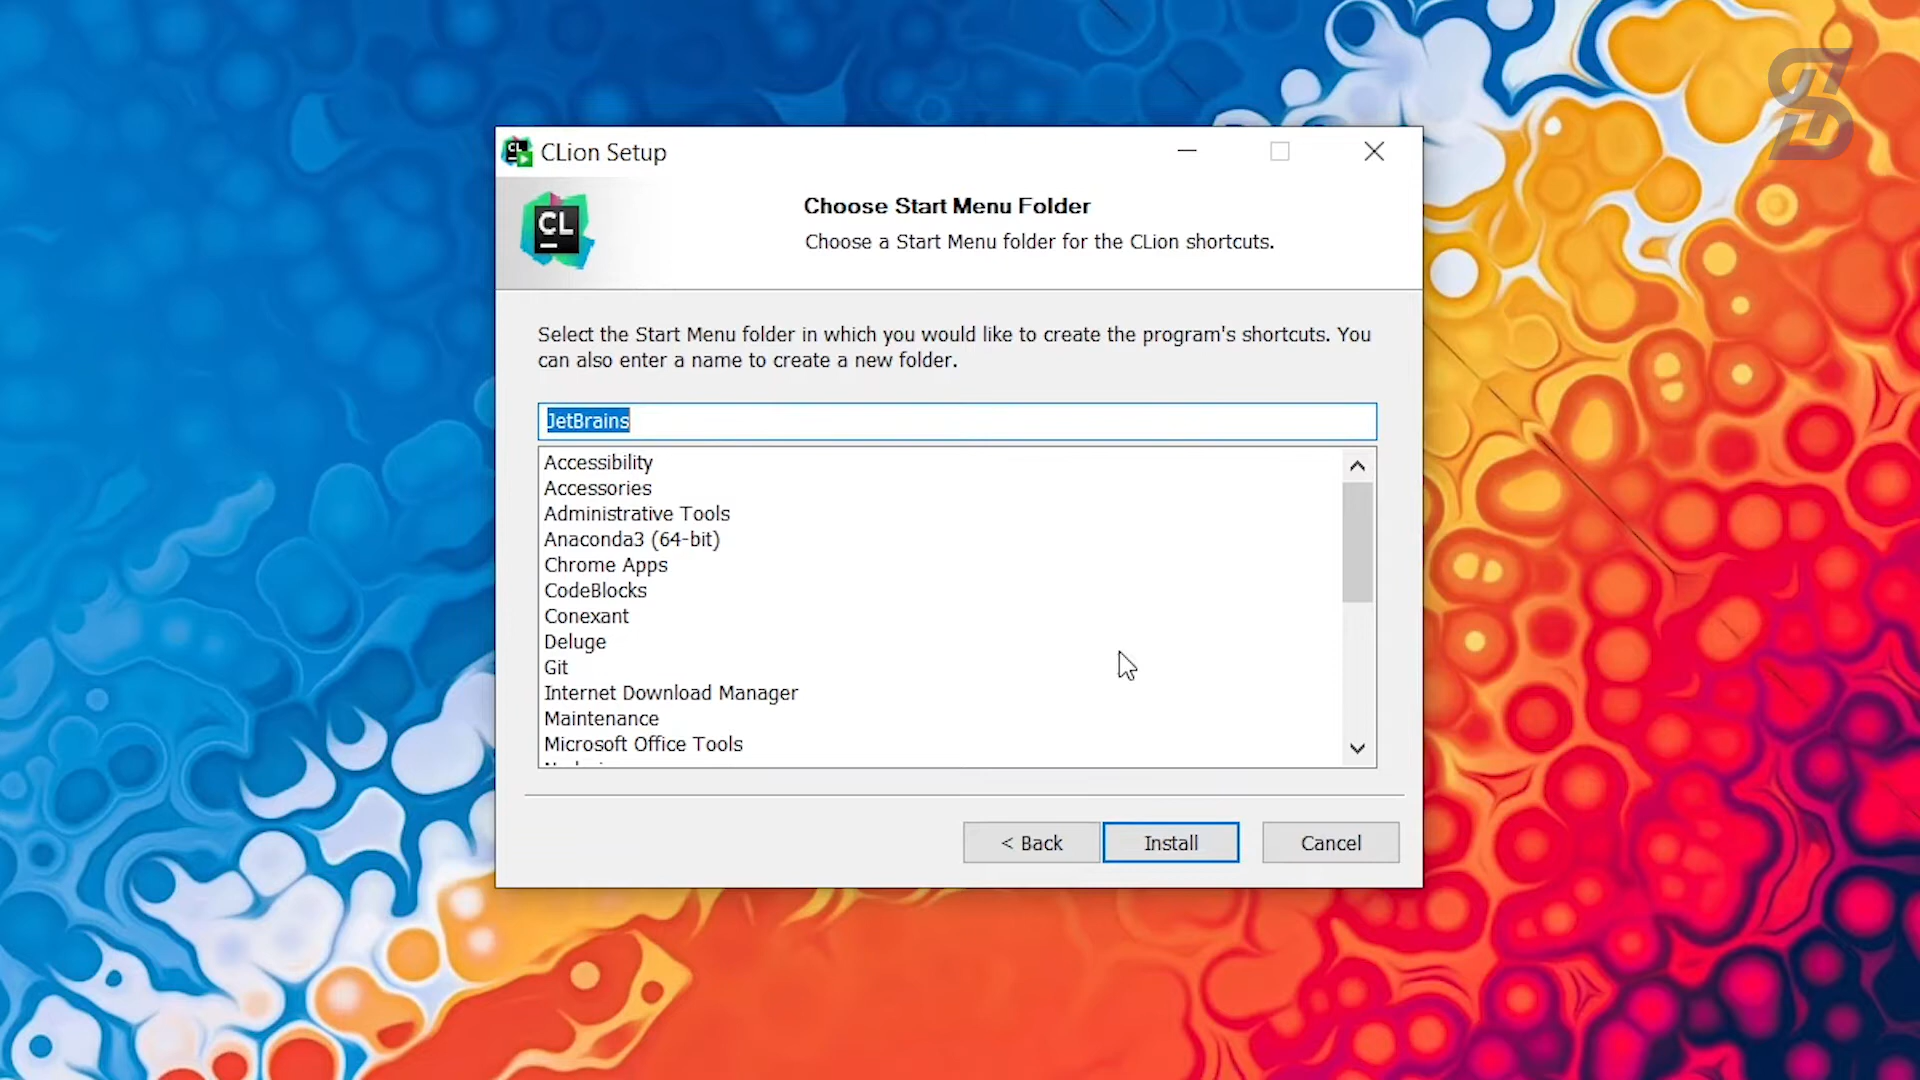 CLion Setup
CL
Choose Start Menu Folder
Choose a Start Menu folder for the CLion shortcuts.
Select the Start Menu folder in which you would like to create the program's shortcuts. You
can also enter a name to create a new folder.
JetBrains
Accessibility
Accessories
Administrative Tools
Anaconda3 (64-bit)
Chrome Apps
CodeBlocks
Conexant
Deluge
Git
Internet Download Manager
Maintenance
Microsoft Office Tools
< Back
Install
Cancel